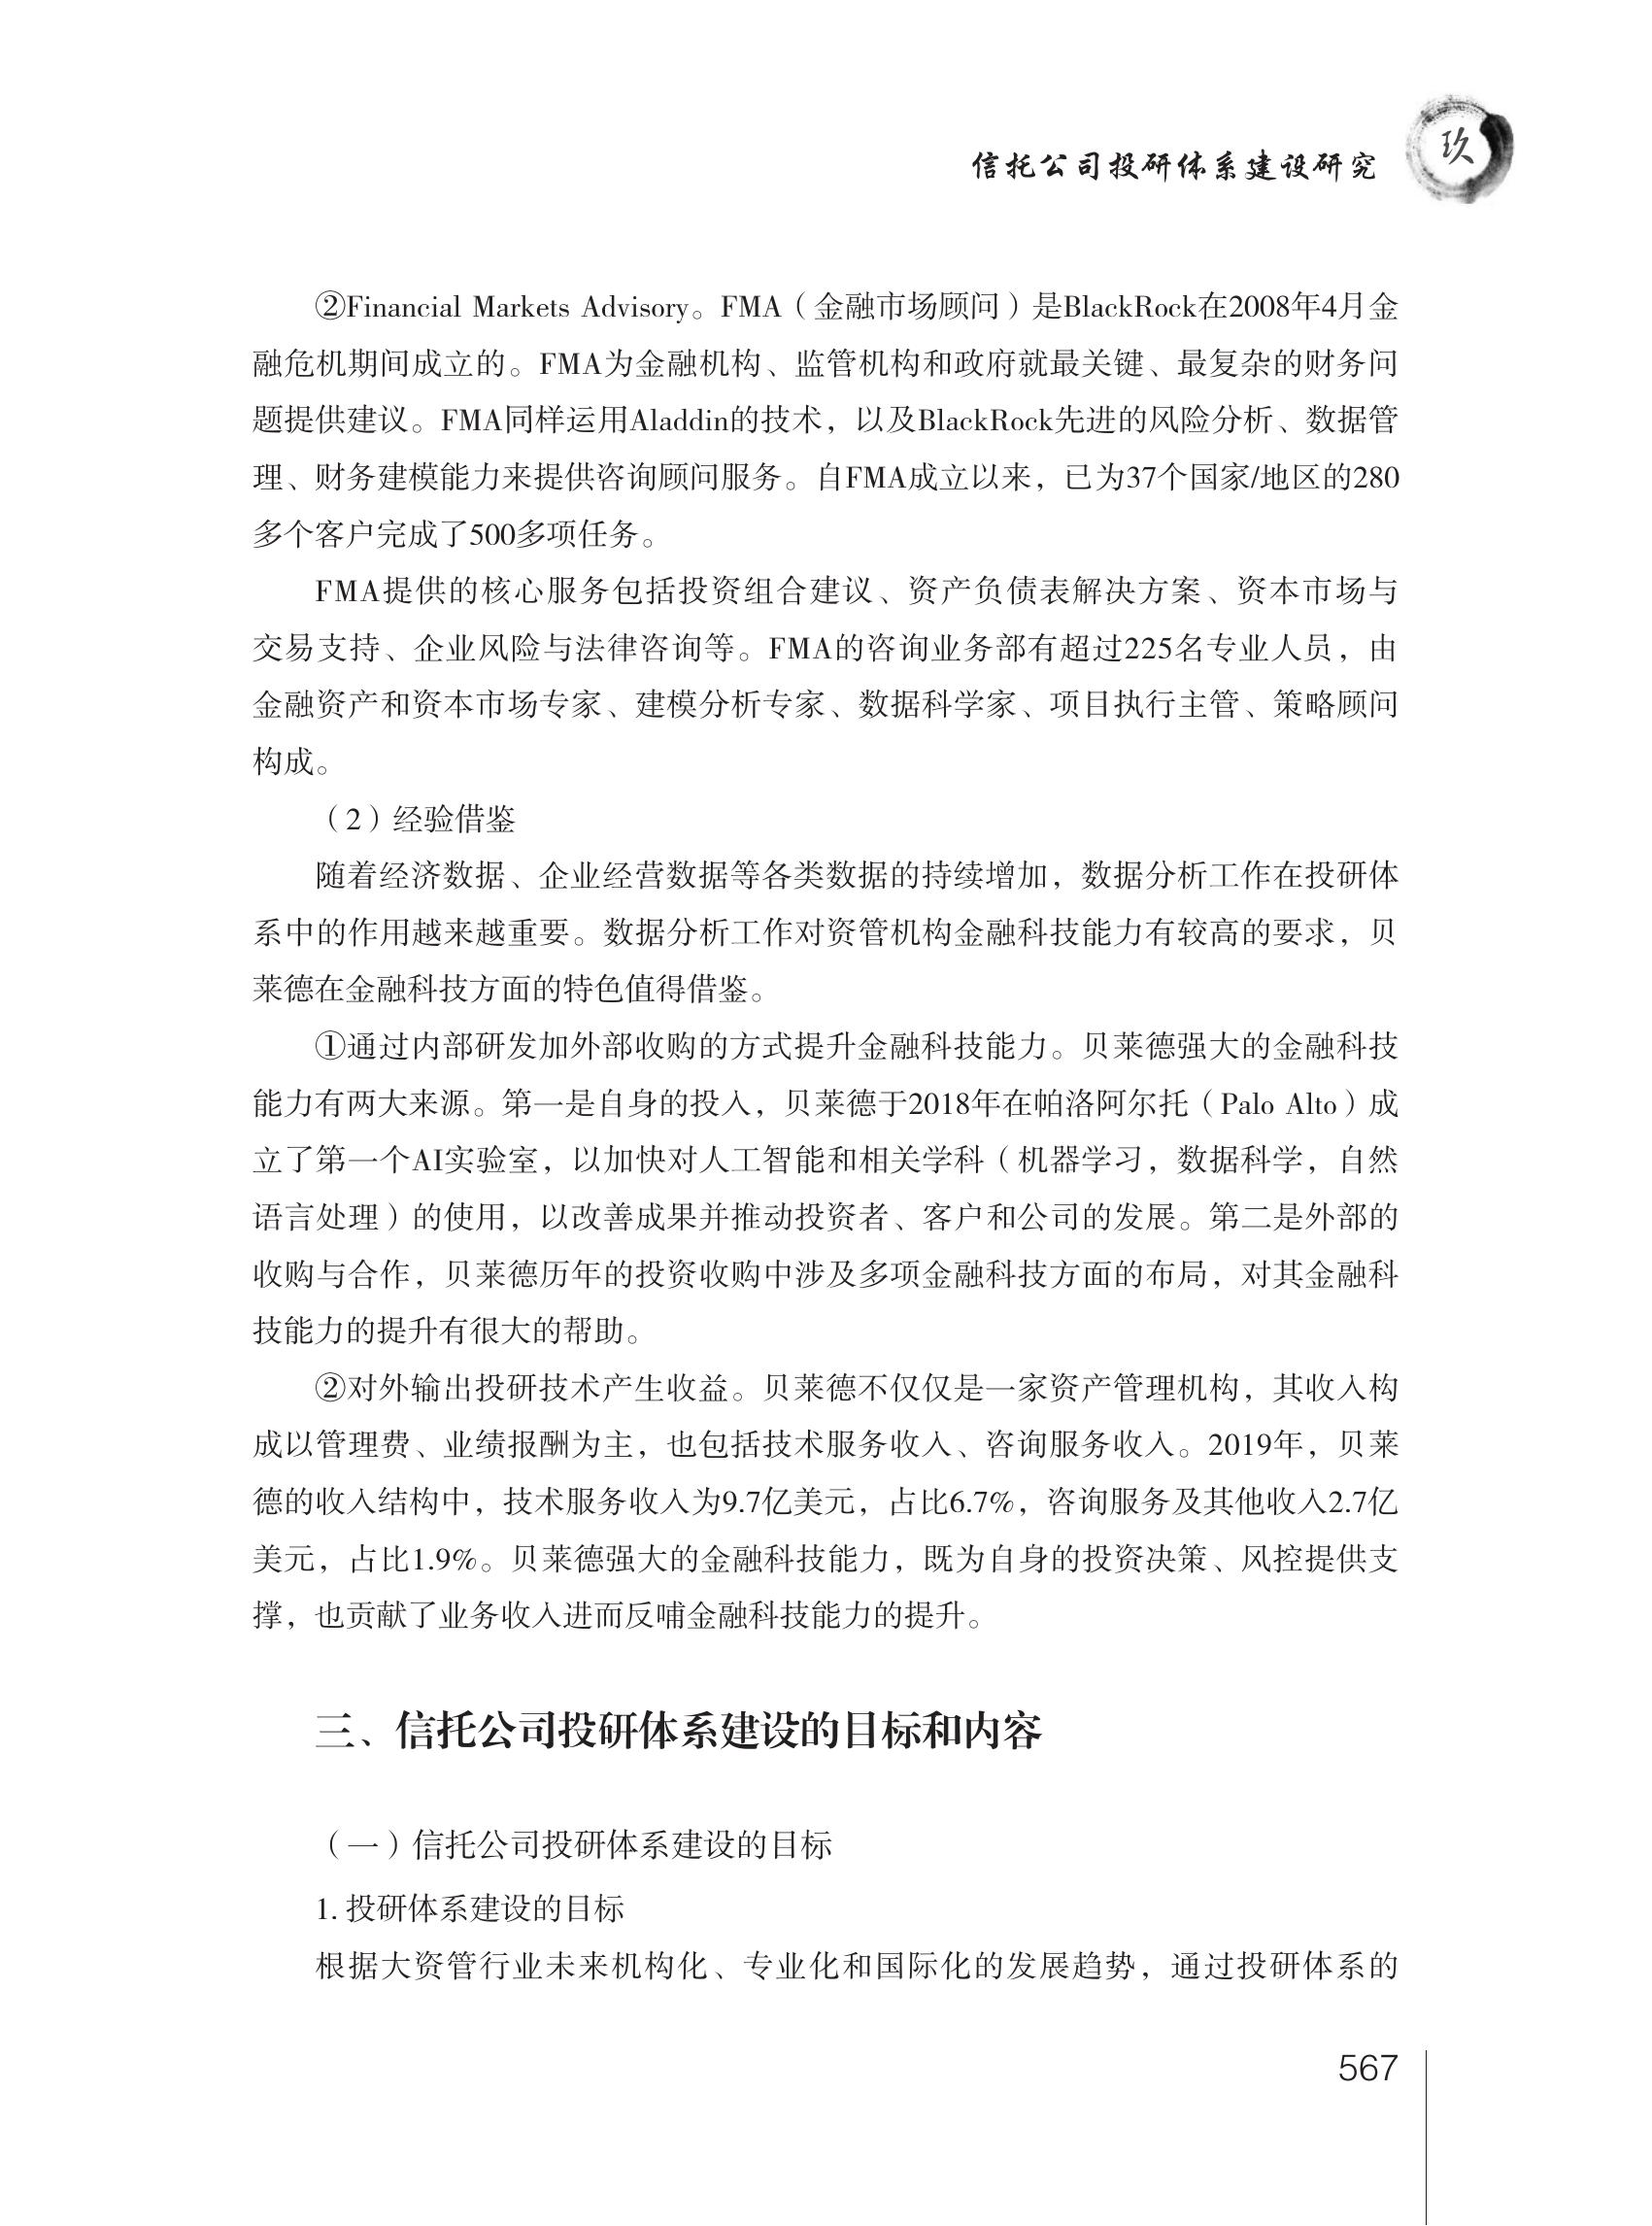 信托公司投研体系建设研究
玖
②Financial Markets Advisory。FMA（金融市场顾问）是BlackRock在2008年4月金
融危机期间成立的。FMA为金融机构、监管机构和政府就最关键、最复杂的财务问
题提供建议。FMA同样运用Aladdin的技术，以及BlackRock先进的风险分析、数据管
理、财务建模能力来提供咨询顾问服务。自FMA成立以来，已为37个国家/地区的280
多个客户完成了500多项任务。
FMA提供的核心服务包括投资组合建议、资产负债表解决方案、资本市场与
交易支持、企业风险与法律咨询等。FMA的咨询业务部有超过225名专业人员，由
金融资产和资本市场专家、建模分析专家、数据科学家、项目执行主管、策略顾问
构成。
（2）经验借鉴
随着经济数据、企业经营数据等各类数据的持续增加，数据分析工作在投研体
系中的作用越来越重要。数据分析工作对资管机构金融科技能力有较高的要求，贝
莱德在金融科技方面的特色值得借鉴。
①通过内部研发加外部收购的方式提升金融科技能力。贝莱德强大的金融科技
能力有两大来源。第一是自身的投入，贝莱德于2018年在帕洛阿尔托（Palo Alto）成
立了第一个AI实验室，以加快对人工智能和相关学科（机器学习，数据科学，自然
语言处理）的使用，以改善成果并推动投资者、客户和公司的发展。第二是外部的
收购与合作，贝莱德历年的投资收购中涉及多项金融科技方面的布局，对其金融科
技能力的提升有很大的帮助。
②对外输出投研技术产生收益。贝莱德不仅仅是一家资产管理机构，其收入构
成以管理费、业绩报酬为主，也包括技术服务收入、咨询服务收入。2019年，贝莱
德的收入结构中，技术服务收入为9.7亿美元，占比6.7%，咨询服务及其他收入2.7亿
美元，占比1.9%。贝莱德强大的金融科技能力，既为自身的投资决策、风控提供支
撑，也贡献了业务收入进而反哺金融科技能力的提升。
三、信托公司投研体系建设的目标和内容
（一）信托公司投研体系建设的目标
1. 投研体系建设的目标
根据大资管行业未来机构化、专业化和国际化的发展趋势，通过投研体系的
567